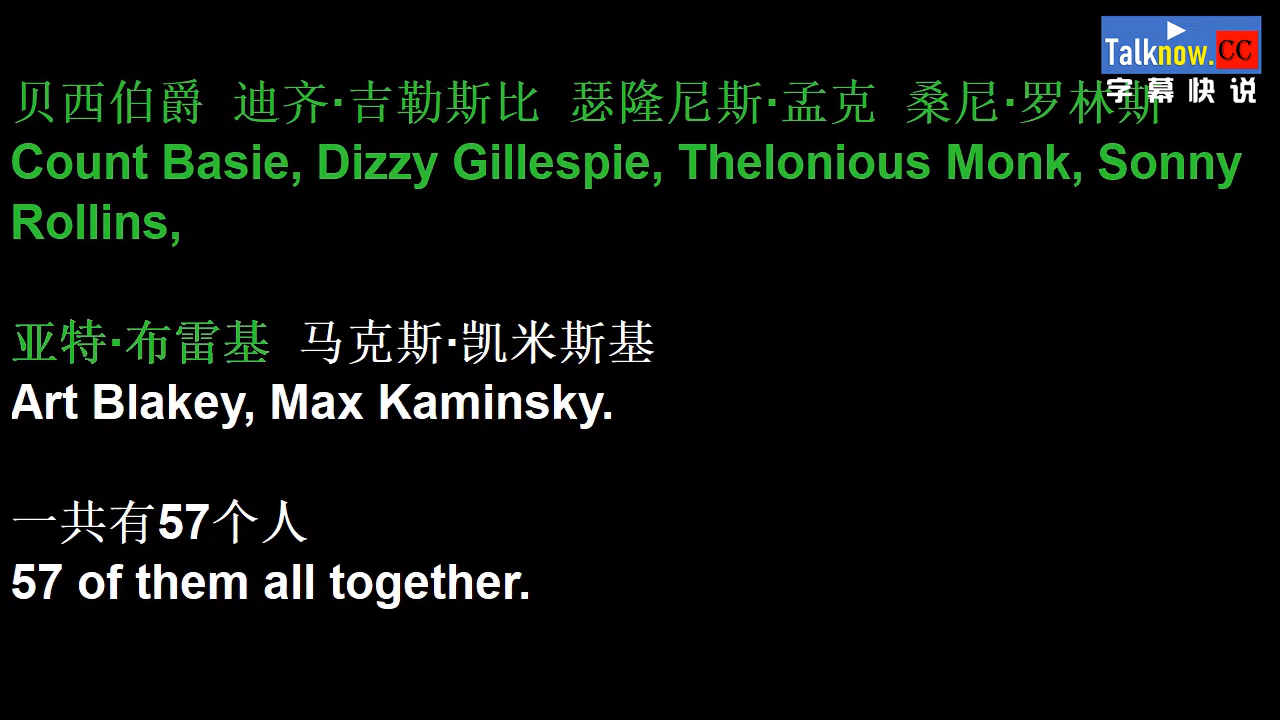 Talknow.CC
字幕快说
贝西伯爵 迪齐·吉勒斯比 瑟隆尼斯·孟克 桑尼·罗林斯
Count Basie, Dizzy Gillespie, Thelonious Monk, Sonny
Rollins,
亚特·布雷基 马克斯·凯米斯基
Art Blakey, Max Kaminsky.
一共有57个人
57 of them all together.